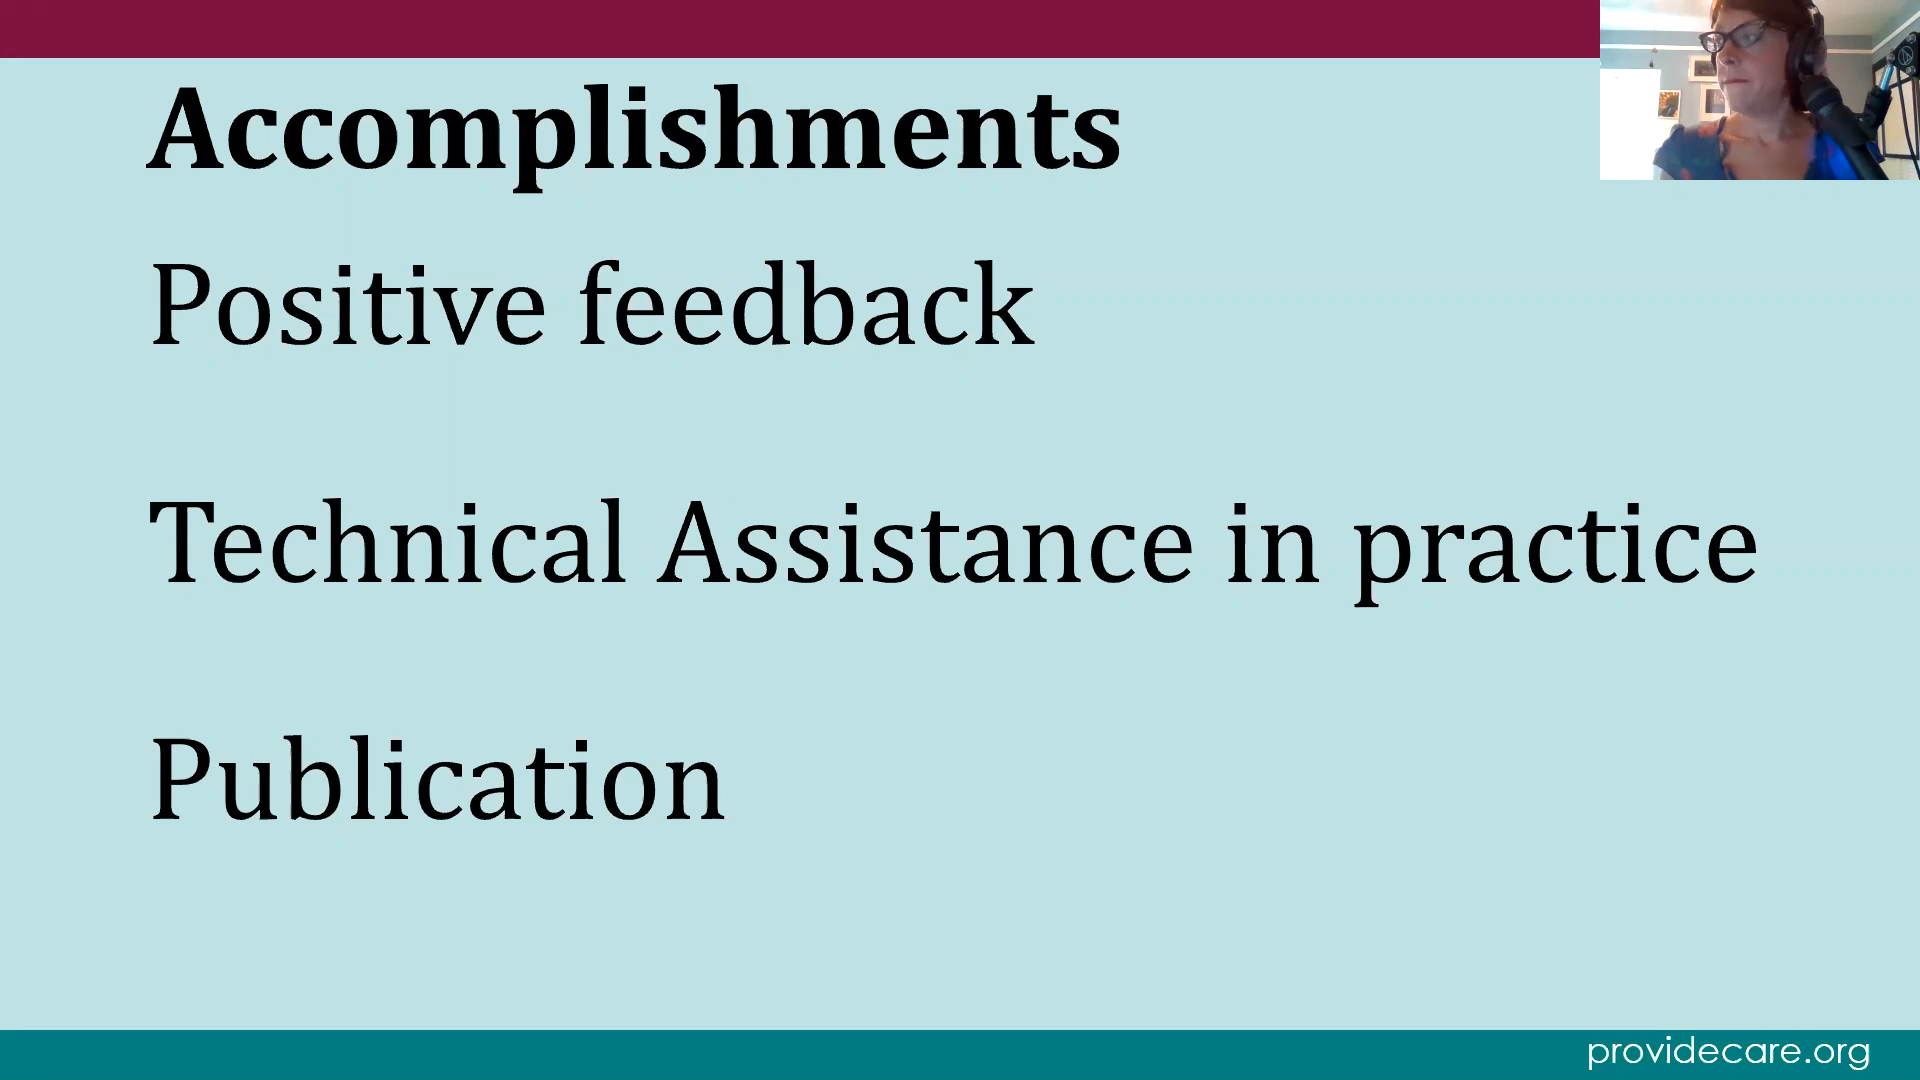 Accomplishments
Positive feedback
Technical Assistance in practice
Publication
providecare.org